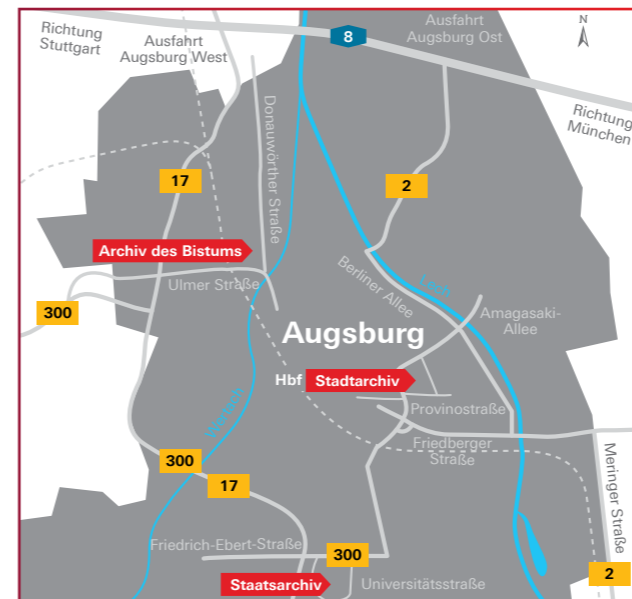 Richtung
Stuttgart
Ausfahrt
Augsburg West
8
Ausfahrt
Augsburg Ost
N
Richtung
München
Donauwörther Straße
17
2
Archiv des Bistums
Ulmer Straße
300
Berliner Allee
Lech
Amagasaki-
Allee
Augsburg
Hbf
Stadtarchiv
Provinostraße
Wertach
Friedberger
Straße
Meringer Straße
300
17
Friedrich-Ebert-Straße
300
2
Staatsarchiv
Universitätsstraße